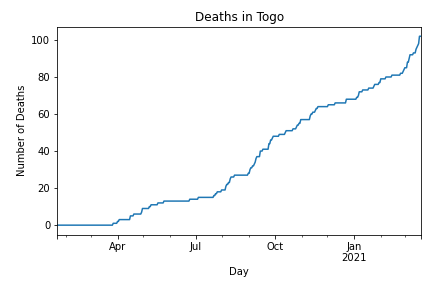 Deaths in Togo
100
80
60
40
20
0
Number of Deaths
Apr
Jul
Oct
Jan
2021
Day